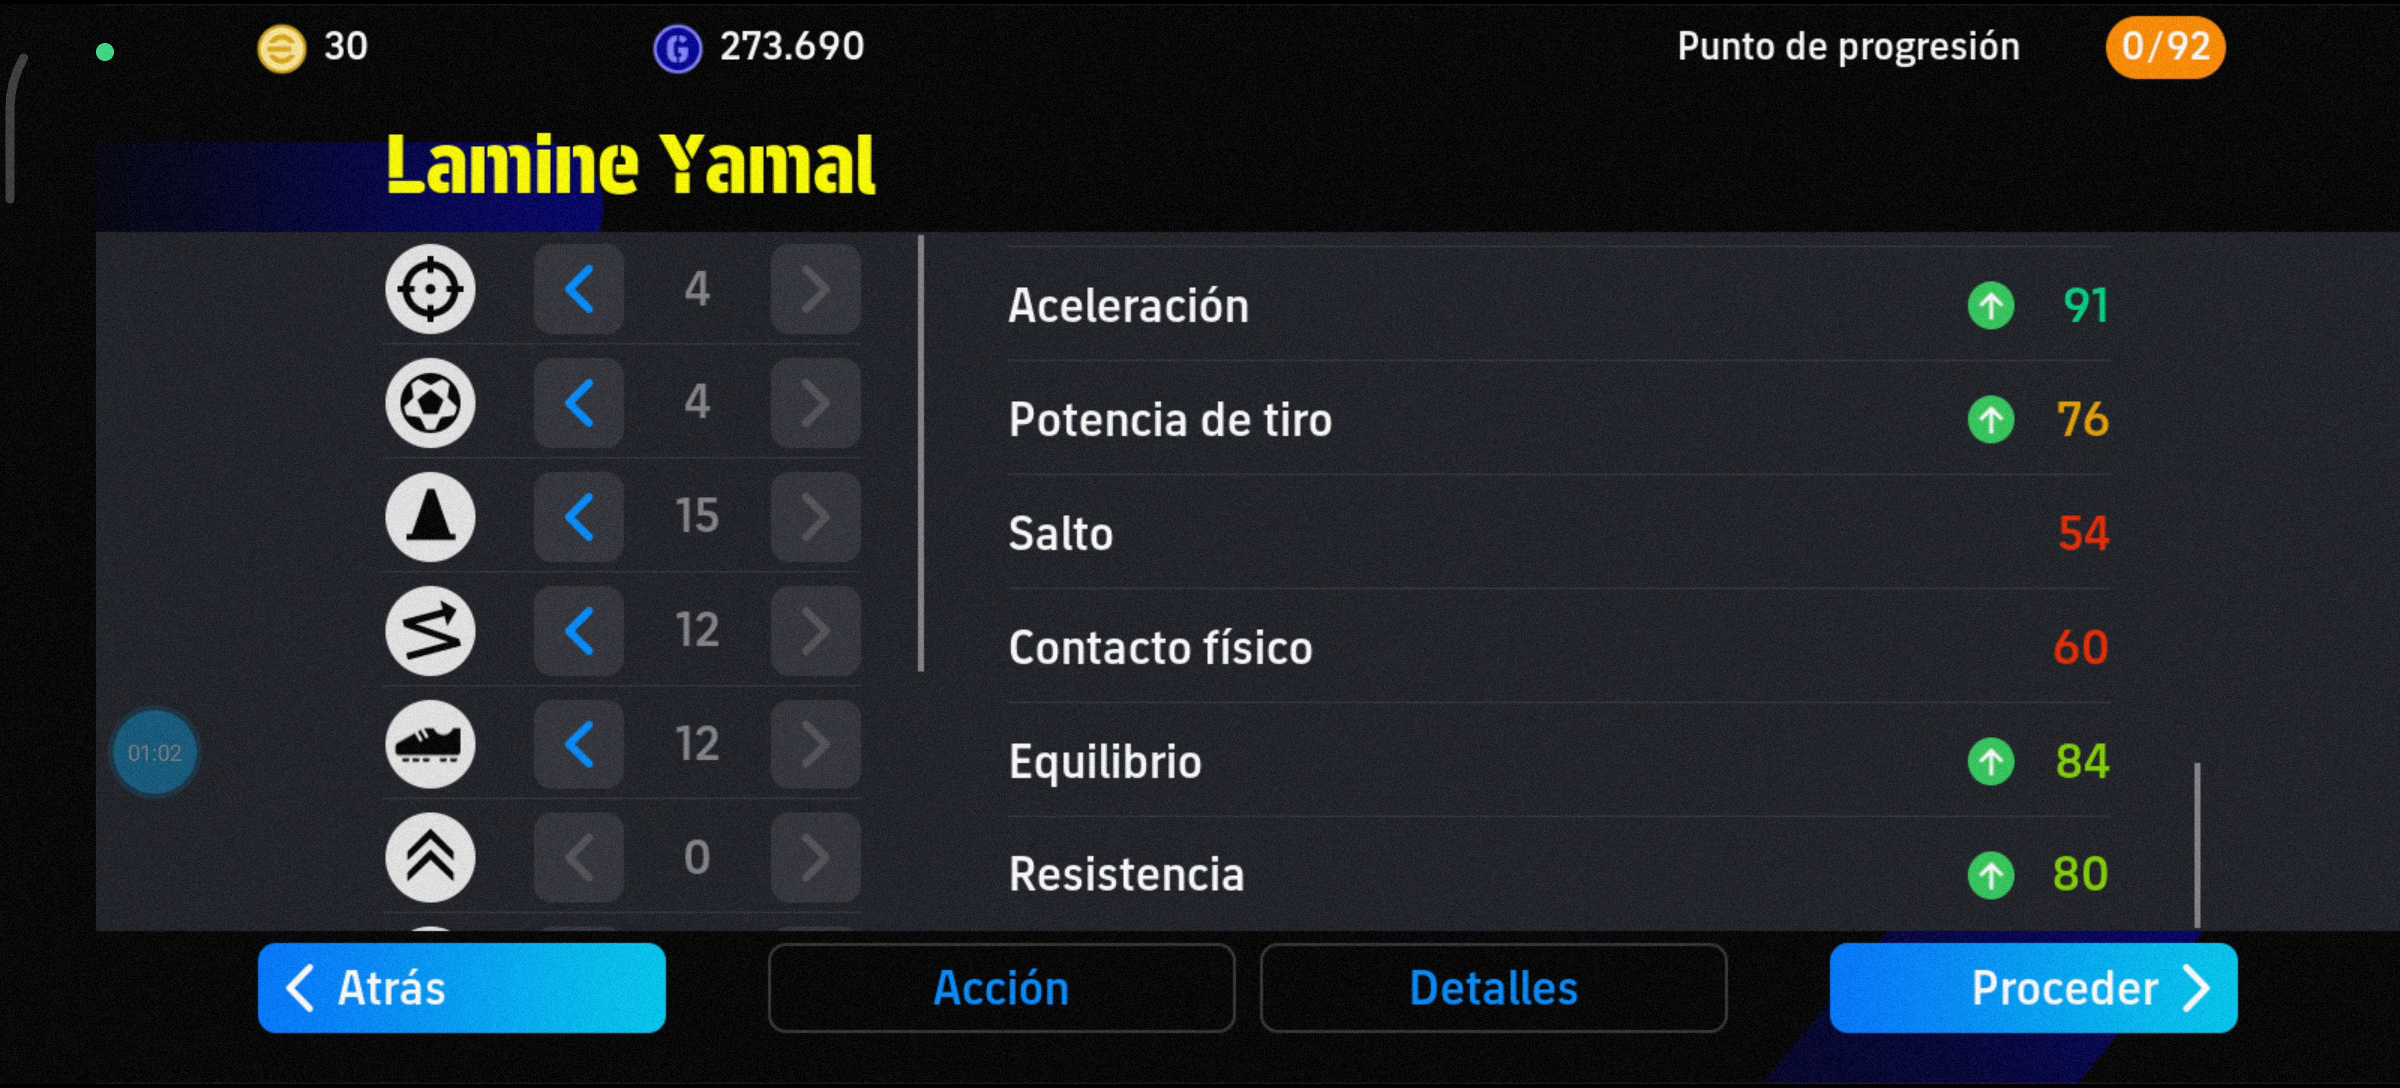 30
273.690
Punto de progresión
0/92
Lamine Yamal
4
4
15
12
12
0
Aceleración 91
Potencia de tiro 76
Salto 54
Contacto físico 60
Equilibrio 84
Resistencia 80
01:02
Atrás
Acción
Detalles
Proceder